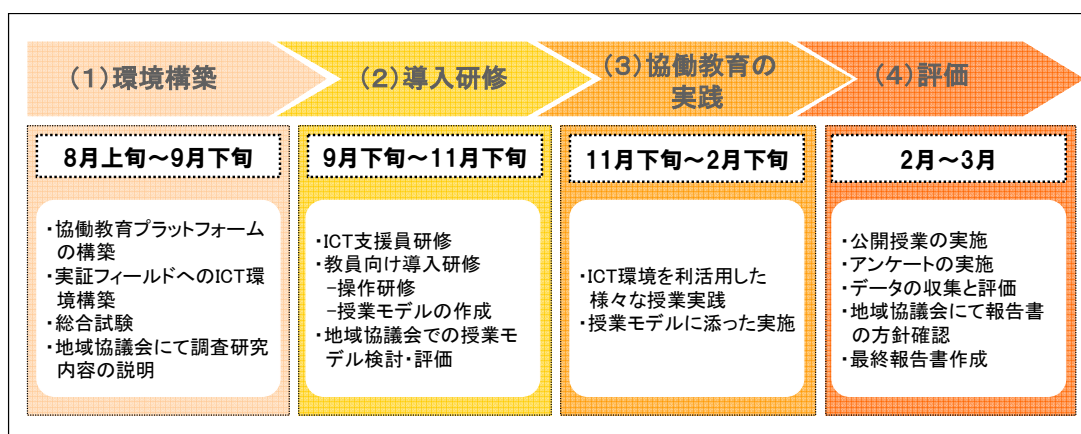 (1)環境構築
(2)導入研修
(3)協働教育の
実践
(4)評価
8月上旬～9月下旬
・協働教育プラットフォーム
の構築
・実証フィールドへのICT環
境構築
・総合試験
・地域協議会にて調査研究
内容の説明
9月下旬～11月下旬
・ICT支援員研修
・教員向け導入研修
-操作研修
-授業モデルの作成
・地域協議会での授業モ
デル検討・評価
11月下旬～2月下旬
・ICT環境を利活用した
様々な授業実践
・授業モデルに添った実施
2月～3月
・公開授業の実施
・アンケートの実施
・データの収集と評価
・地域協議会にて報告書
の方針確認
・最終報告書作成